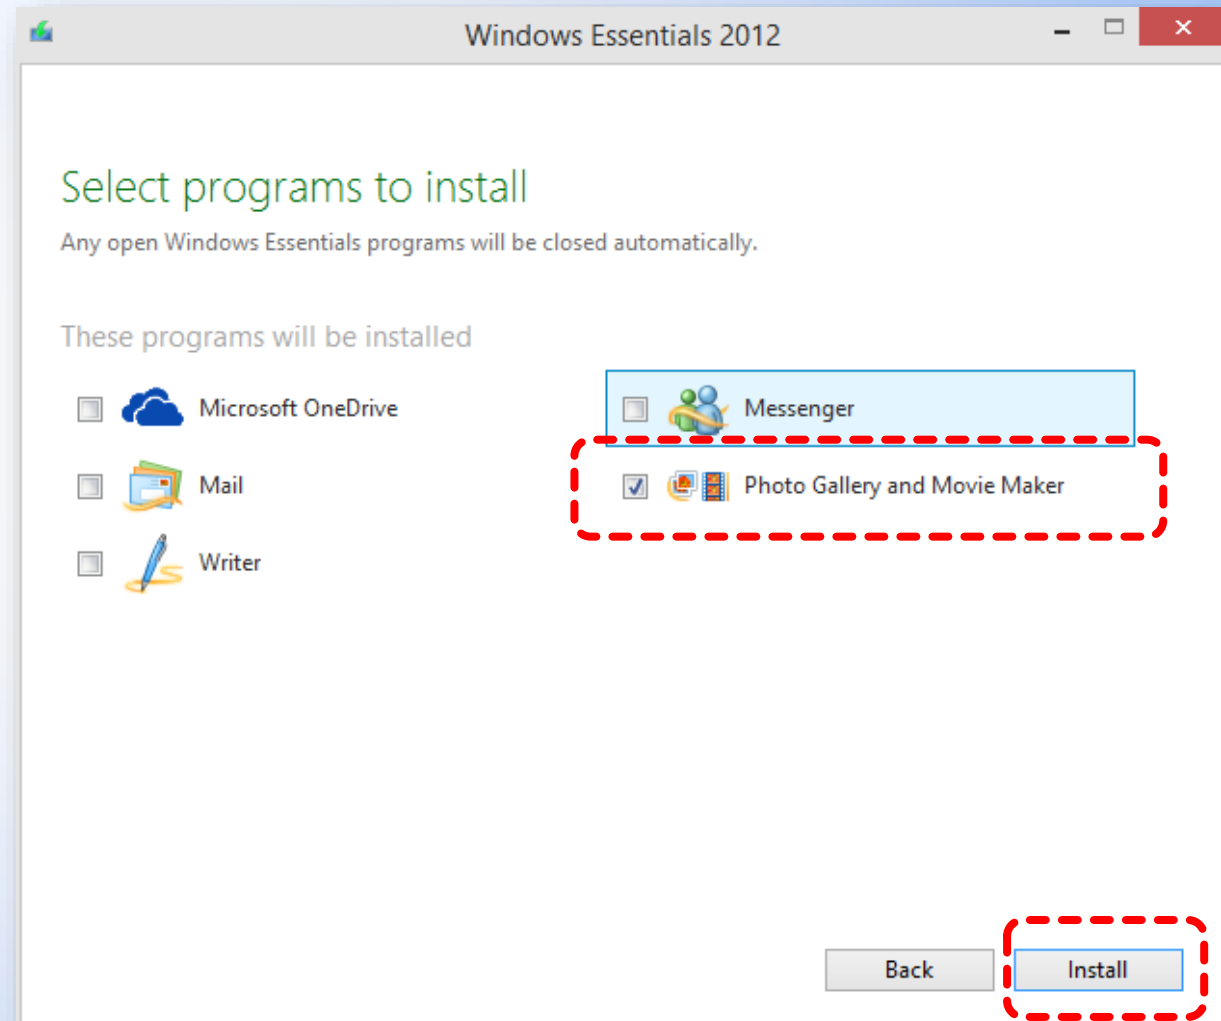 Windows Essentials 2012
Select programs to install
Any open Windows Essentials programs will be closed automatically.
These programs will be installed
Microsoft OneDrive
Messenger
Mail
Photo Gallery and Movie Maker
Writer
Back
Install